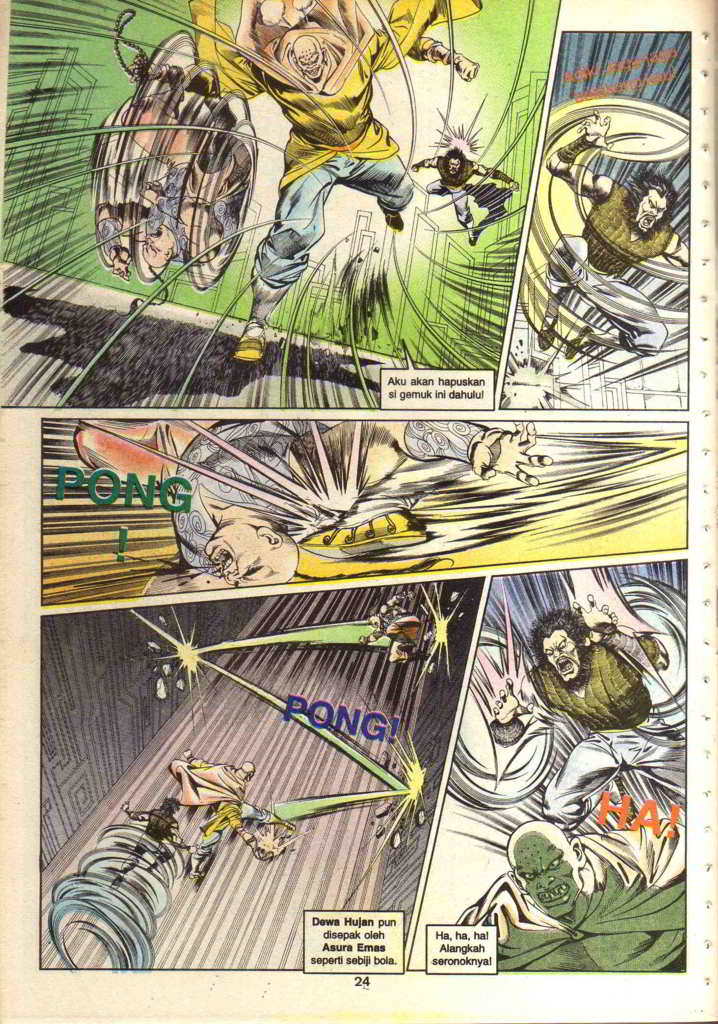 Aku akan hapuskan
si gemuk ini dahulu!
PONG
!
PONG!
HA!
Dewa Hujan pun
disepak oleh
Asura Emas
seperti sebiji bola.
Ha, ha, ha!
Alangkah
seronoknya!
24